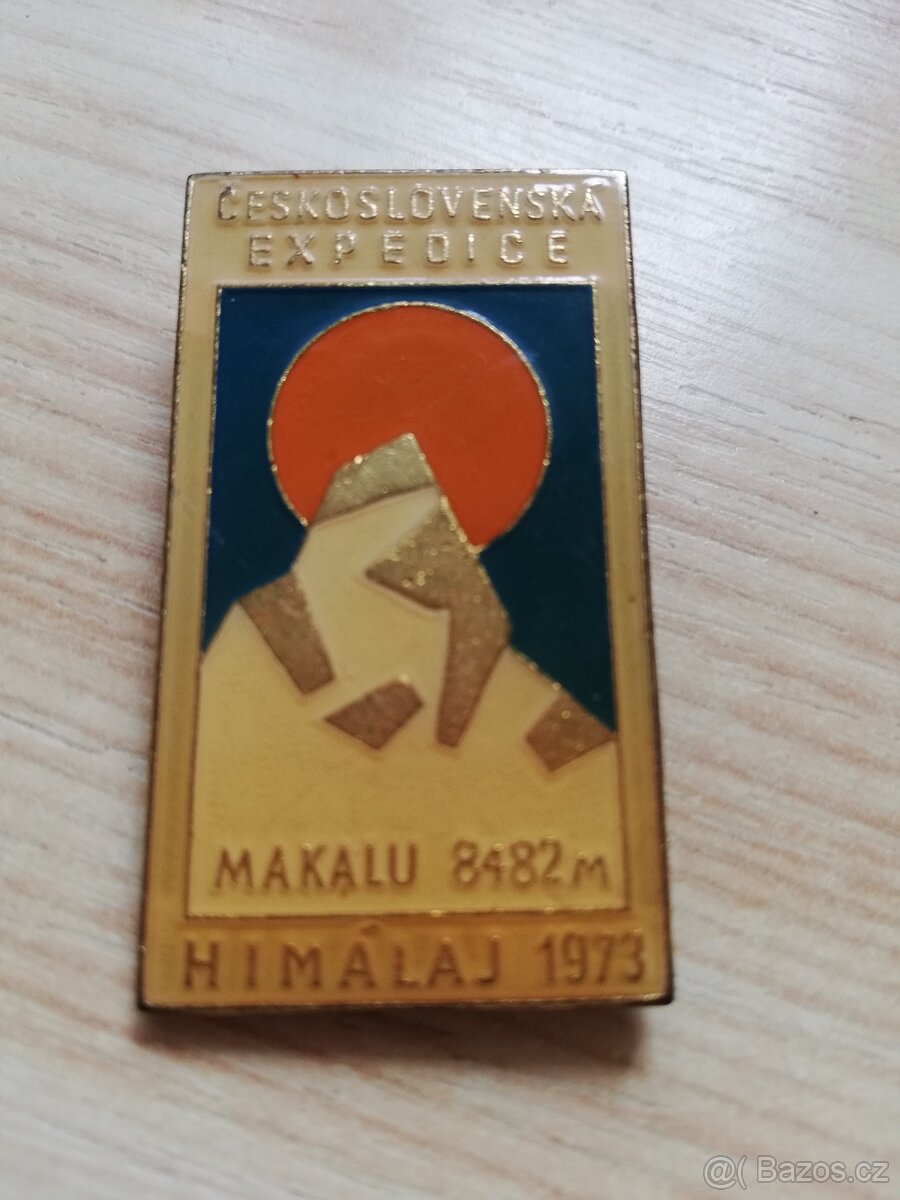 ČESKOSLOVENSKÁ
EXPEDICE
MAKALU 8482 m
HIMÁLAJ 1973
@( Bazos.cz